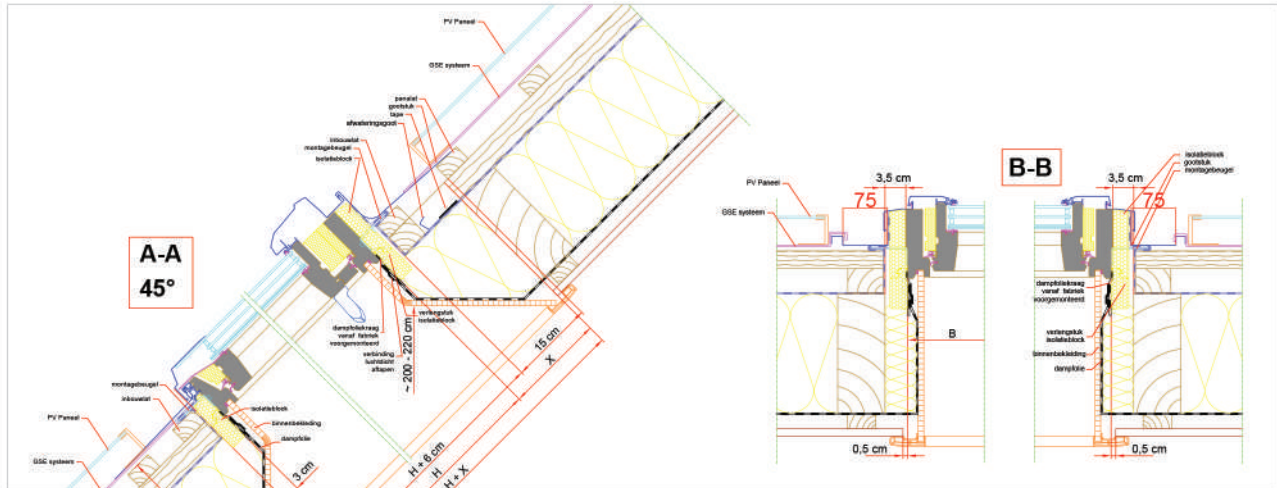 PV Paneel
GSE systeem
panalat
gootstuk
tape
afwateringsgoot
inbouwlat
montagebeugel
isolatieblock
A-A
45°
dampfoliekraag
vanaf fabriek
voorgemonteerd
verlengstuk
isolatieblock
verbinding
luchtdicht
aftapen
~ 200 - 220 cm
15 cm
X
H + 6 cm
H
H + X
3 cm
montagebeugel
inbouwlat
isolatieblock
binnenbekleding
dampfolie
PV Paneel
GSE systeem
B-B
3,5 cm
75
PV Paneel
GSE systeem
B
0,5 cm
3,5 cm
75
isolatieblock
gootstuk
montagebeugel
dampfoliekraag
vanaf fabriek
voorgemonteerd
verlengstuk
isolatieblock
binnenbekleding
dampfolie
0,5 cm